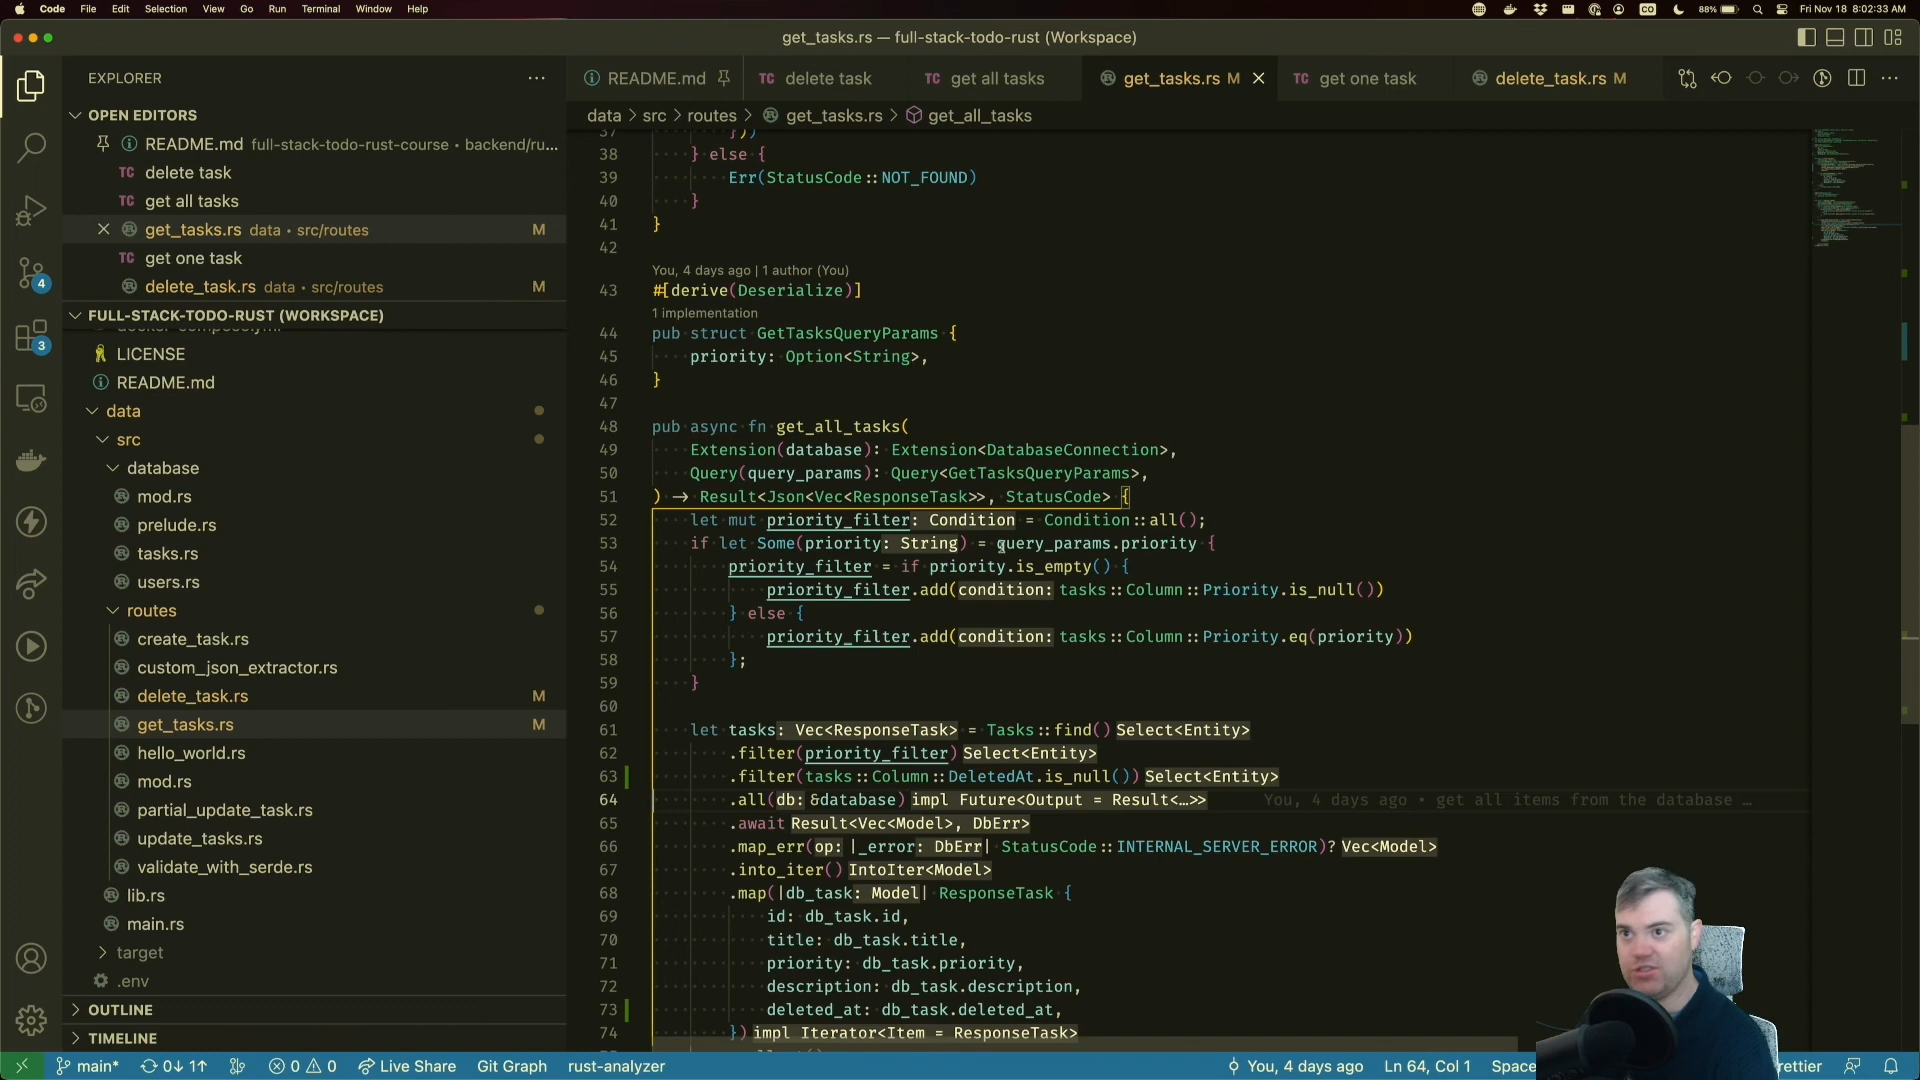 Code File Edit Selection View Go Run Terminal Window Help
CO 88% Fri Nov 18 8:02:33 AM
get_tasks.rs — full-stack-todo-rust (Workspace)
EXPLORER
README.md TC delete task TC get all tasks get_tasks.rs M TC get one task delete_task.rs M
data > src > routes > get_tasks.rs > get_all_tasks
OPEN EDITORS
README.md full-stack-todo-rust-course • backend/ru...
TC delete task
TC get all tasks
get_tasks.rs data • src/routes M
TC get one task
delete_task.rs data • src/routes M
FULL-STACK-TODO-RUST (WORKSPACE)
docker-compose.yml
LICENSE
README.md
data
src
database
mod.rs
prelude.rs
tasks.rs
users.rs
routes
create_task.rs
custom_json_extractor.rs
delete_task.rs M
get_tasks.rs M
hello_world.rs
mod.rs
partial_update_task.rs
update_tasks.rs
validate_with_serde.rs
lib.rs
main.rs
target
.env
OUTLINE
TIMELINE
4
3
37 }))
38 } else {
39 Err(StatusCode::NOT_FOUND)
40 }
41 }
42
You, 4 days ago | 1 author (You)
43 #[derive(Deserialize)]
1 implementation
44 pub struct GetTasksQueryParams {
45 priority: Option<String>,
46 }
47
48 pub async fn get_all_tasks(
49 Extension(database): Extension<DatabaseConnection>,
50 Query(query_params): Query<GetTasksQueryParams>,
51 ) → Result<Json<Vec<ResponseTask>>, StatusCode> {
52 let mut priority_filter: Condition = Condition::all();
53 if let Some(priority: String) = query_params.priority {
54 priority_filter = if priority.is_empty() {
55 priority_filter.add(condition: tasks::Column::Priority.is_null())
56 } else {
57 priority_filter.add(condition: tasks::Column::Priority.eq(priority))
58 };
59 }
60
61 let tasks: Vec<ResponseTask> = Tasks::find() Select<Entity>
62 .filter(priority_filter) Select<Entity>
63 .filter(tasks::Column::DeletedAt.is_null()) Select<Entity>
64 .all(db: &database) impl Future<Output = Result<…>> You, 4 days ago • get all items from the database …
65 .await Result<Vec<Model>, DbErr>
66 .map_err(op: |_error: DbErr| StatusCode::INTERNAL_SERVER_ERROR)? Vec<Model>
67 .into_iter() IntoIter<Model>
68 .map(|db_task: Model| ResponseTask {
69 id: db_task.id,
70 title: db_task.title,
71 priority: db_task.priority,
72 description: db_task.description,
73 deleted_at: db_task.deleted_at,
74 }) impl Iterator<Item = ResponseTask>
main* 0↓ 1↑ 0 0 Live Share Git Graph rust-analyzer You, 4 days ago Ln 64, Col 1 Space rettier